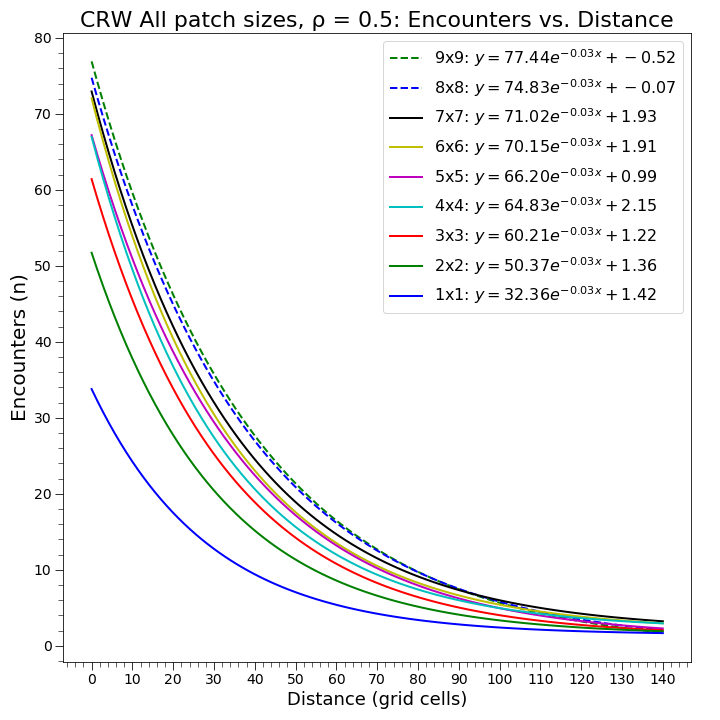 CRW All patch sizes, ρ = 0.5: Encounters vs. Distance
80
70
60
50
40
30
20
10
0
Encounters (n)
9x9: y = 77.44e^{−0.03x} + −0.52
8x8: y = 74.83e^{−0.03x} + −0.07
7x7: y = 71.02e^{−0.03x} + 1.93
6x6: y = 70.15e^{−0.03x} + 1.91
5x5: y = 66.20e^{−0.03x} + 0.99
4x4: y = 64.83e^{−0.03x} + 2.15
3x3: y = 60.21e^{−0.03x} + 1.22
2x2: y = 50.37e^{−0.03x} + 1.36
1x1: y = 32.36e^{−0.03x} + 1.42
0 10 20 30 40 50 60 70 80 90 100 110 120 130 140
Distance (grid cells)